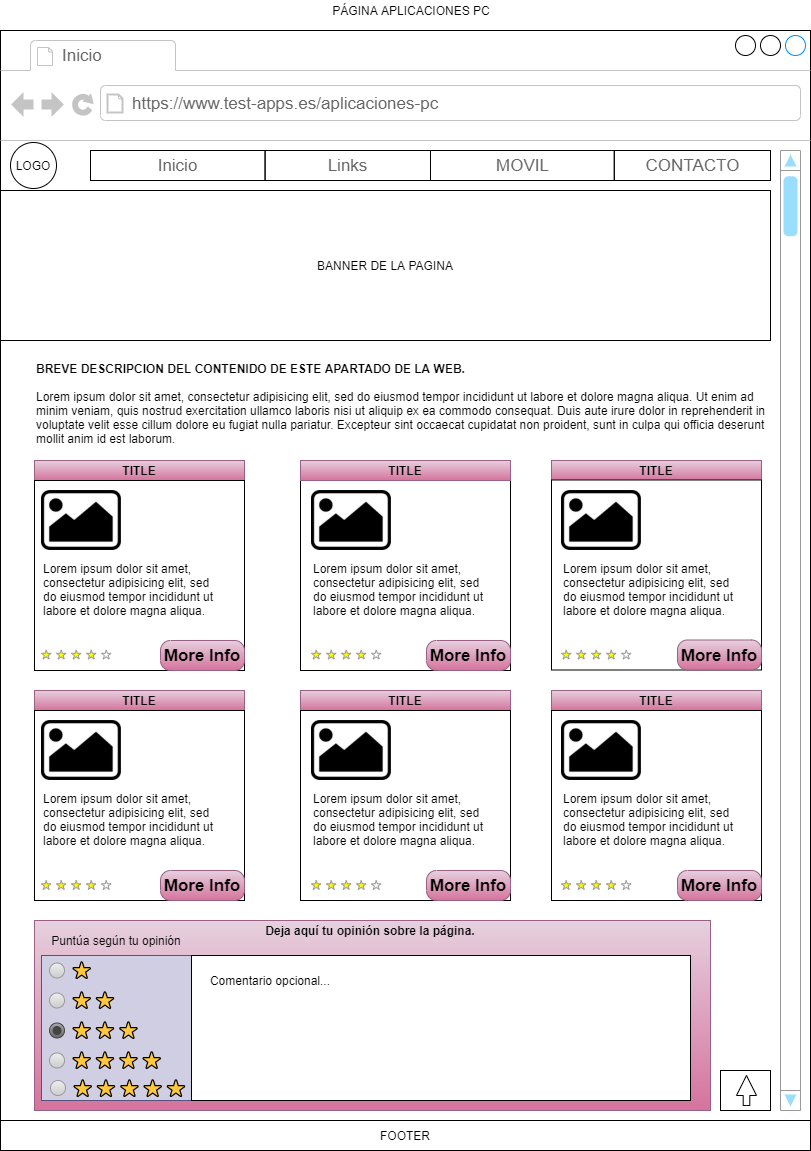 PÁGINA APLICACIONES PC
Inicio
https://www.test-apps.es/aplicaciones-pc
LOGO
Inicio
Links
MOVIL
CONTACTO
BANNER DE LA PAGINA
BREVE DESCRIPCION DEL CONTENIDO DE ESTE APARTADO DE LA WEB.
Lorem ipsum dolor sit amet, consectetur adipisicing elit, sed do eiusmod tempor incididunt ut labore et dolore magna aliqua. Ut enim ad
minim veniam, quis nostrud exercitation ullamco laboris nisi ut aliquip ex ea commodo consequat. Duis aute irure dolor in reprehenderit in
voluptate velit esse cillum dolore eu fugiat nulla pariatur. Excepteur sint occaecat cupidatat non proident, sunt in culpa qui officia deserunt
mollit anim id est laborum.
TITLE
Lorem ipsum dolor sit amet,
consectetur adipisicing elit, sed
do eiusmod tempor incididunt ut
labore et dolore magna aliqua.
More Info
TITLE
Lorem ipsum dolor sit amet,
consectetur adipisicing elit, sed
do eiusmod tempor incididunt ut
labore et dolore magna aliqua.
More Info
TITLE
Lorem ipsum dolor sit amet,
consectetur adipisicing elit, sed
do eiusmod tempor incididunt ut
labore et dolore magna aliqua.
More Info
TITLE
Lorem ipsum dolor sit amet,
consectetur adipisicing elit, sed
do eiusmod tempor incididunt ut
labore et dolore magna aliqua.
More Info
TITLE
Lorem ipsum dolor sit amet,
consectetur adipisicing elit, sed
do eiusmod tempor incididunt ut
labore et dolore magna aliqua.
More Info
TITLE
Lorem ipsum dolor sit amet,
consectetur adipisicing elit, sed
do eiusmod tempor incididunt ut
labore et dolore magna aliqua.
More Info
Deja aquí tu opinión sobre la página.
Puntúa según tu opinión
Comentario opcional...
FOOTER